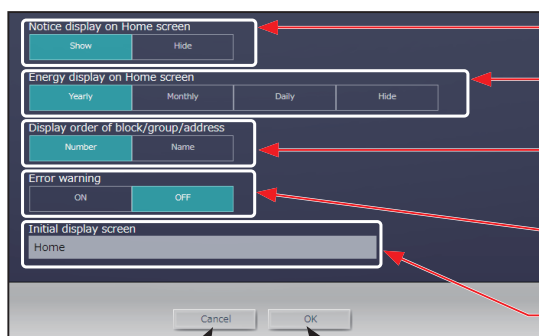 Notice display on Home screen
Show Hide
Energy display on Home screen
Yearly Monthly Daily Hide
Display order of block/group/address
Number Name
Error warning
ON OFF
Initial display screen
Home
Cancel OK